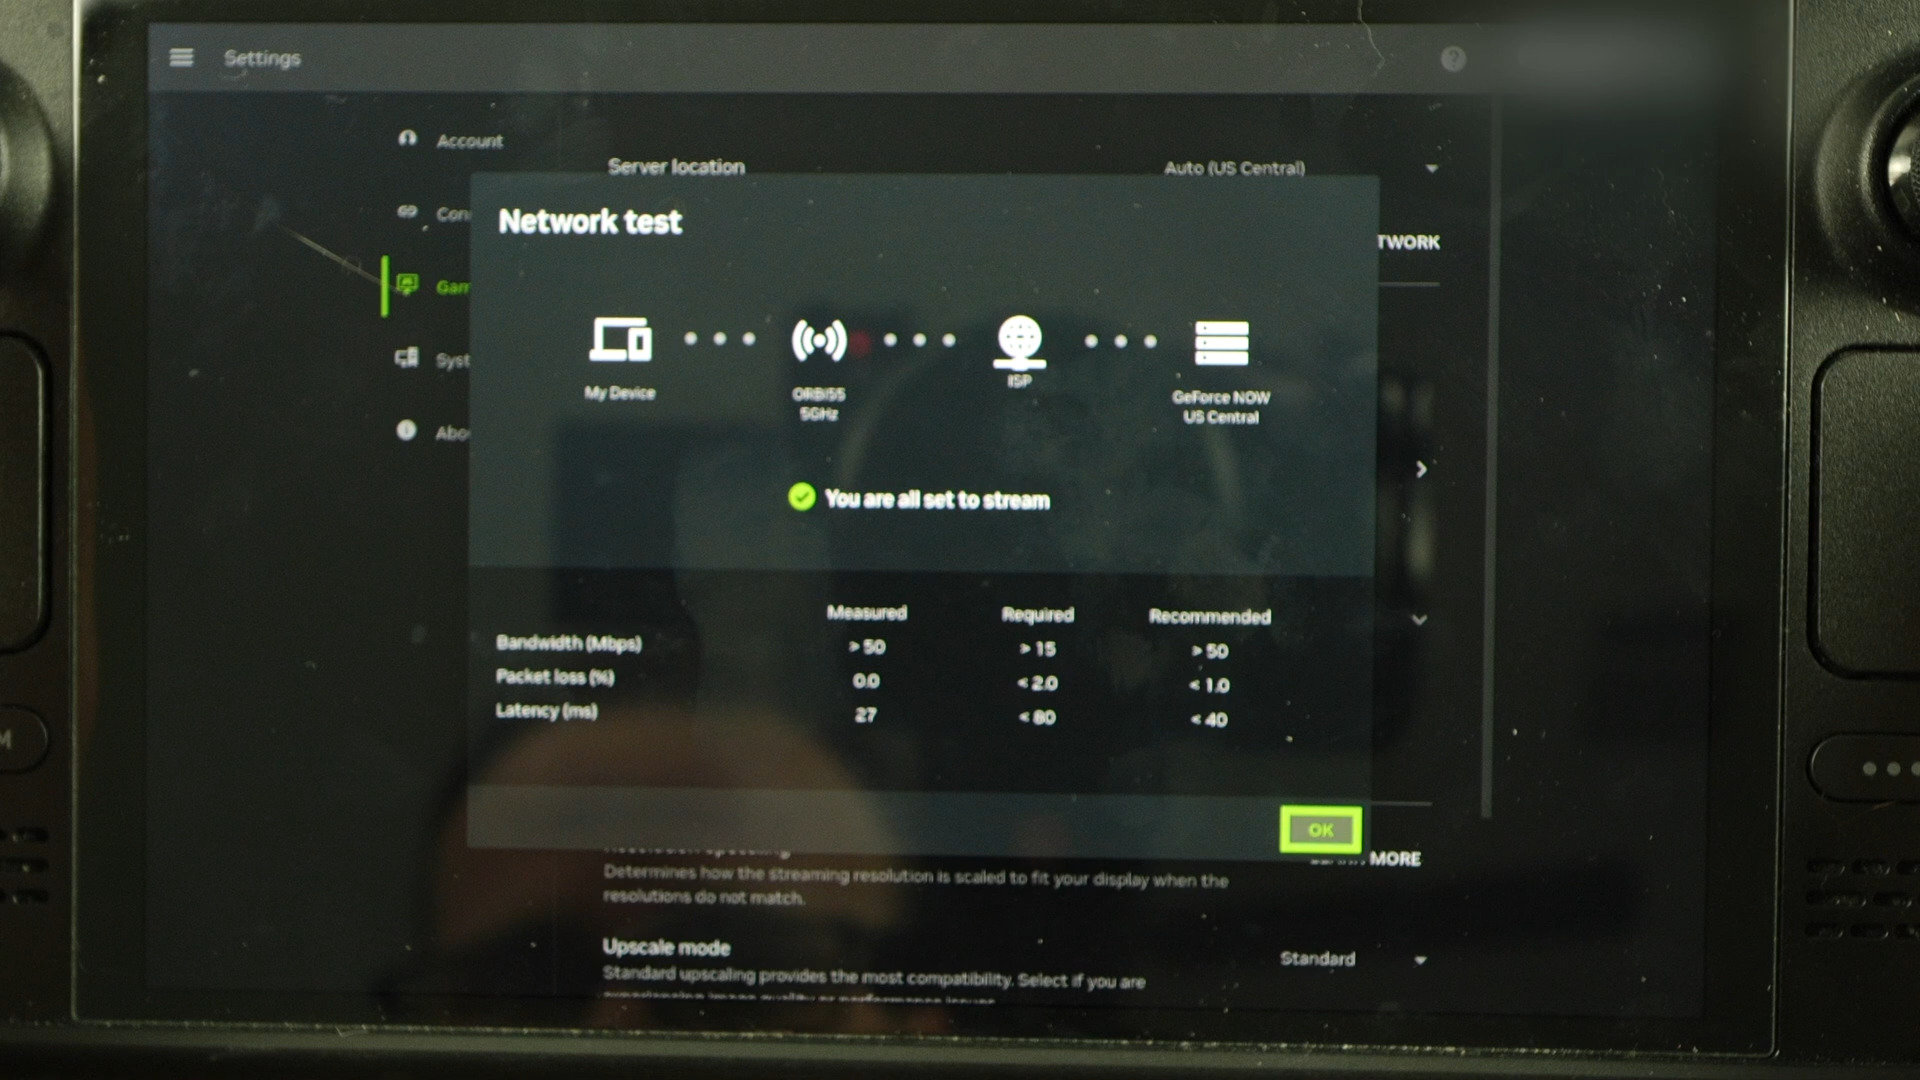 Settings
?
Account
Server location
Auto (US Central)
Con
Network test
TWORK
Gam
Syst
My Device
ORBI55
5GHz
ISP
GeForce NOW
US Central
Abo
You are all set to stream
Measured Required Recommended
Bandwidth (Mbps) > 50 > 15 > 50
Packet loss (%) 0.0 < 2.0 < 1.0
Latency (ms) 27 < 80 < 40
M
OK
MORE
Determines how the streaming resolution is scaled to fit your display when the
resolutions do not match.
Upscale mode
Standard
Standard upscaling provides the most compatibility. Select if you are